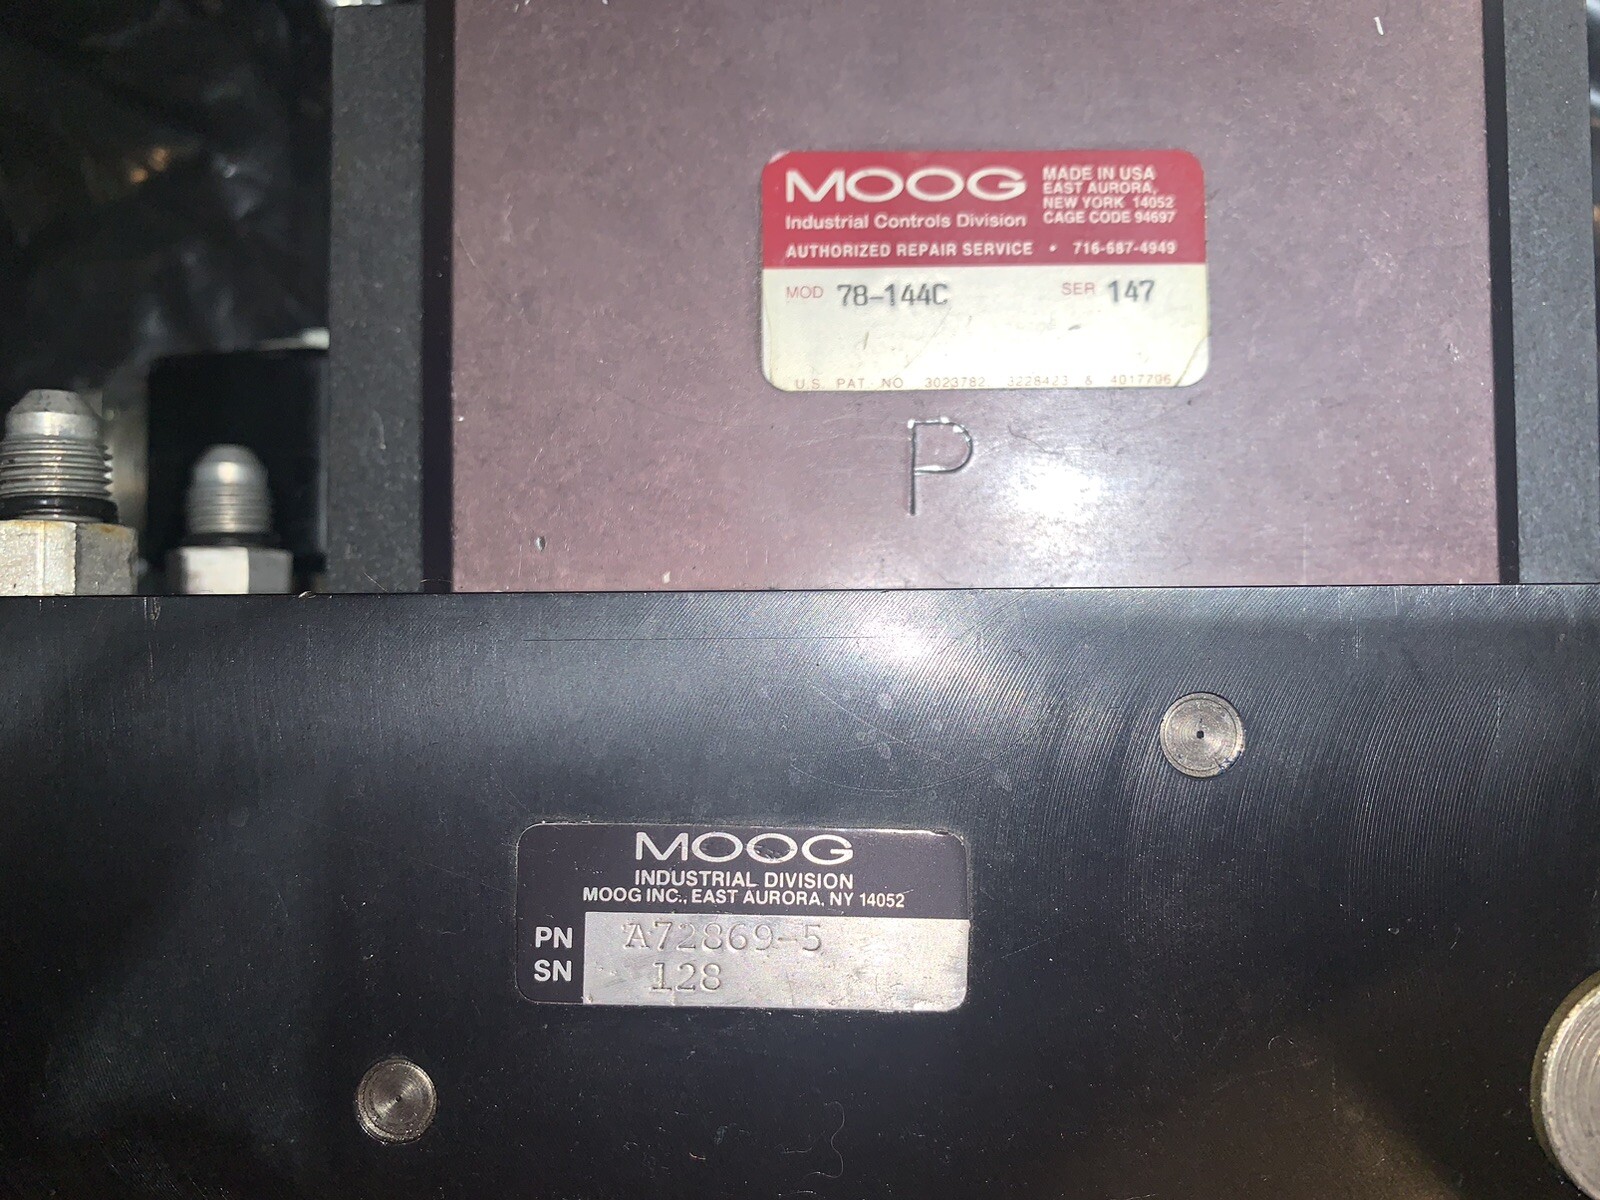 MOOG
Industrial Controls Division
MADE IN USA
EAST AURORA,
NEW YORK 14052
CAGE CODE 94697
AUTHORIZED REPAIR SERVICE • 716-687-4949
MOD 78-144C SER 147
U.S. PAT. NO 3023782, 3228423 & 4017706
P
MOOG
INDUSTRIAL DIVISION
MOOG INC., EAST AURORA, NY 14052
PN A72869-5
SN 128